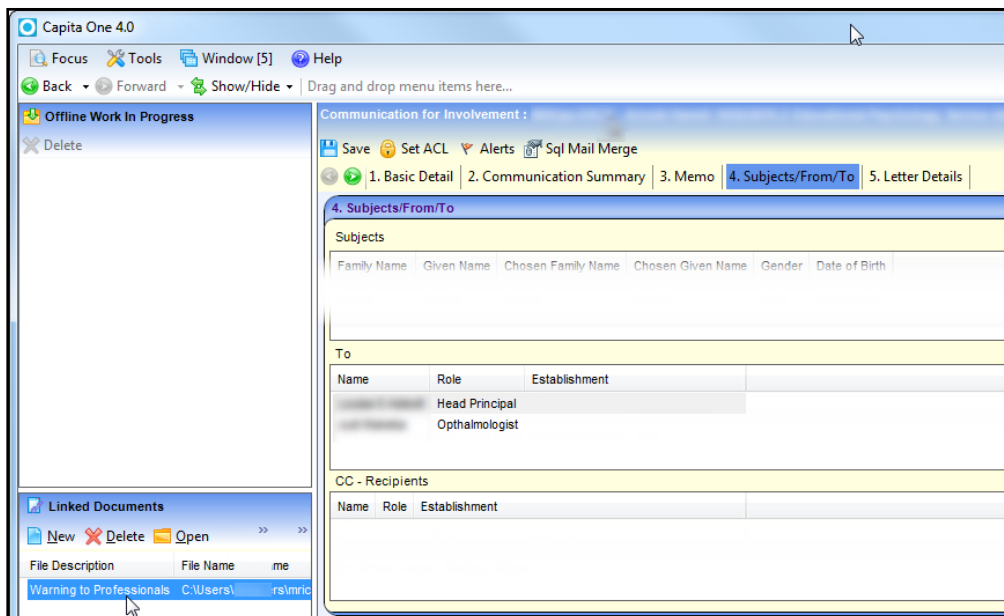 Capita One 4.0
Focus Tools Window [5] Help
Back Forward Show/Hide Drag and drop menu items here...
Offline Work In Progress
Delete
Communication for Involvement :
Save Set ACL Alerts Sql Mail Merge
1. Basic Detail 2. Communication Summary 3. Memo 4. Subjects/From/To 5. Letter Details
4. Subjects/From/To
Subjects
Family Name Given Name Chosen Family Name Chosen Given Name Gender Date of Birth
To
Name Role Establishment
Head Principal
Opthalmologist
CC - Recipients
Name Role Establishment
Linked Documents
New Delete Open » »
File Description File Name me
Warning to Professionals C:\Users\ rs\mric